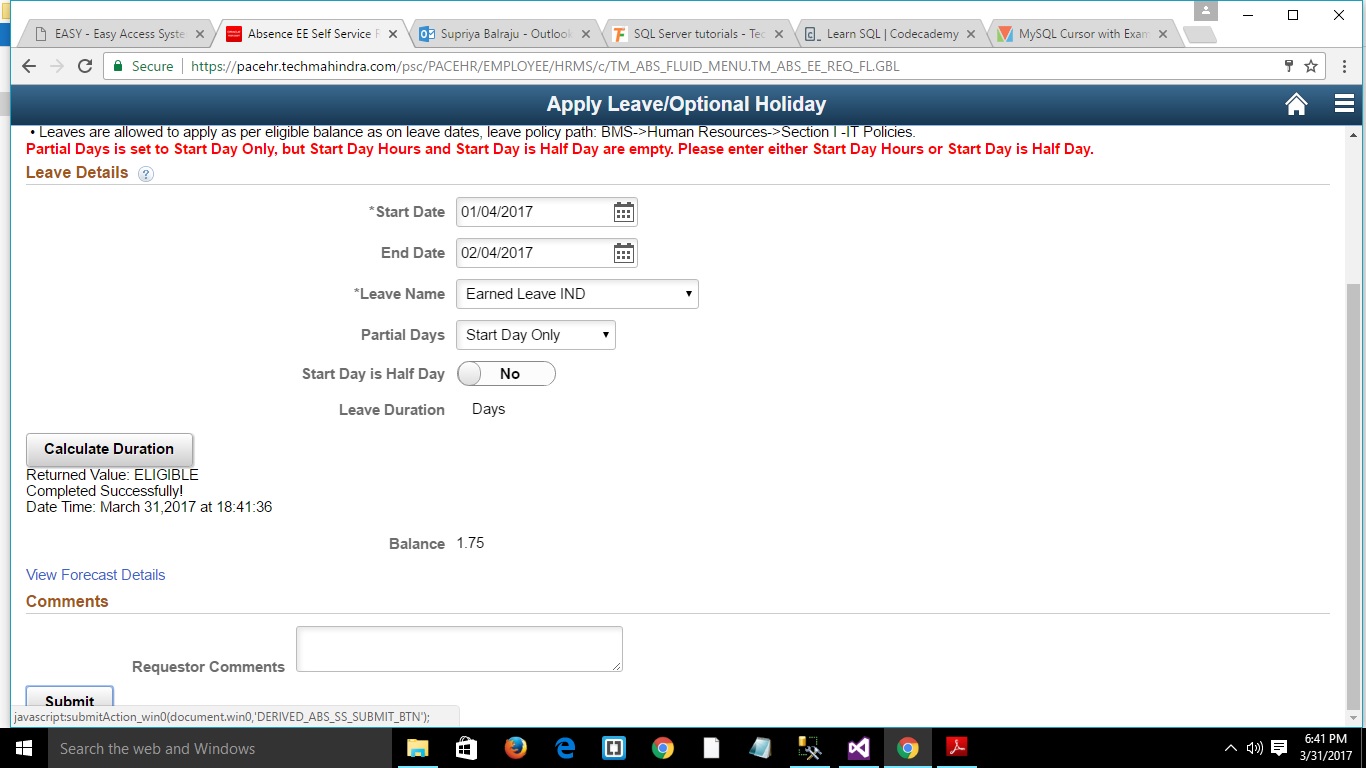 EASY - Easy Access Syste
Absence EE Self Service F
Supriya Balraju - Outlook
SQL Server tutorials - Tec
Learn SQL | Codecademy
MySQL Cursor with Exam
Secure
https://pacehr.techmahindra.com/psc/PACEHR/EMPLOYEE/HRMS/c/TM_ABS_FLUID_MENU.TM_ABS_EE_REQ_FL.GBL
Apply Leave/Optional Holiday
• Leaves are allowed to apply as per eligible balance as on leave dates, leave policy path: BMS->Human Resources->Section I -IT Policies.
Partial Days is set to Start Day Only, but Start Day Hours and Start Day is Half Day are empty. Please enter either Start Day Hours or Start Day is Half Day.
Leave Details ?
*Start Date 01/04/2017
End Date 02/04/2017
*Leave Name Earned Leave IND
Partial Days Start Day Only
Start Day is Half Day No
Leave Duration Days
Calculate Duration
Returned Value: ELIGIBLE
Completed Successfully!
Date Time: March 31,2017 at 18:41:36
Balance 1.75
View Forecast Details
Comments
Requestor Comments
Submit
javascript:submitAction_win0(document.win0,'DERIVED_ABS_SS_SUBMIT_BTN');
Search the web and Windows
6:41 PM
3/31/2017